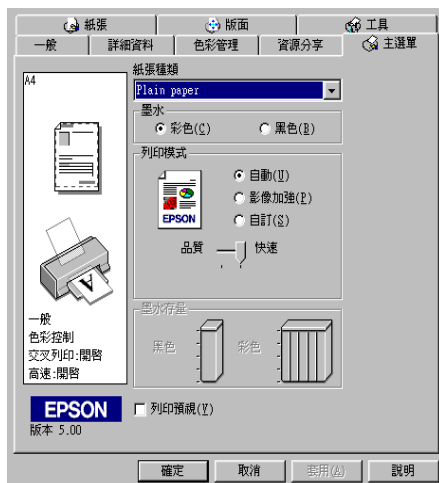 紙張 版面 工具
一般 詳細資料 色彩管理 資源分享 主選單
A4
紙張種類
Plain paper
墨水
彩色(C) 黑色(B)
列印模式
自動(U)
影像加強(P)
自訂(S)
EPSON
品質 快速
墨水存量
黑色 彩色
一般
色彩控制
交叉列印:開啓
高速:開啓
EPSON
版本 5.00
列印預視(V)
確定 取消 套用(A) 說明